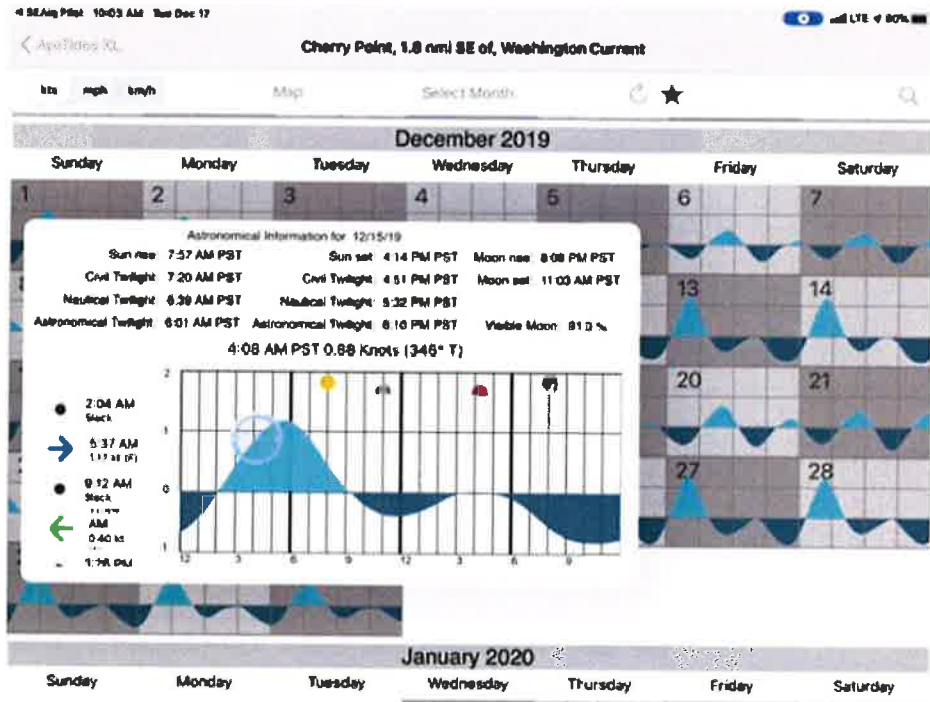 10:03 AM Tue Dec 17
LTE 80%
ApeTides XL
Cherry Point, 1.8 nmi SE of, Washington Current
kts mph km/h Map Select Month
December 2019
Sunday Monday Tuesday Wednesday Thursday Friday Saturday
1 2 3 4 5 6 7
Astronomical Information for 12/15/19
Sun rise 7:57 AM PST Sun set 4:14 PM PST Moon rise 8:08 PM PST
Civil Twilight 7:20 AM PST Civil Twilight 4:51 PM PST Moon set 11:03 AM PST
Nautical Twilight 6:39 AM PST Nautical Twilight 5:32 PM PST
Astronomical Twilight 6:01 AM PST Astronomical Twilight 6:10 PM PST Visible Moon 81.0 %
13 14
4:08 AM PST 0.88 Knots (346° T)
2
20 21
2:04 AM
Slack
1
5:37 AM
1.17 kt (F)
27 28
9:12 AM
Slack
0
AM
0.40 kt
1
12 3 6 9 12 3 6 9
January 2020
Sunday Monday Tuesday Wednesday Thursday Friday Saturday